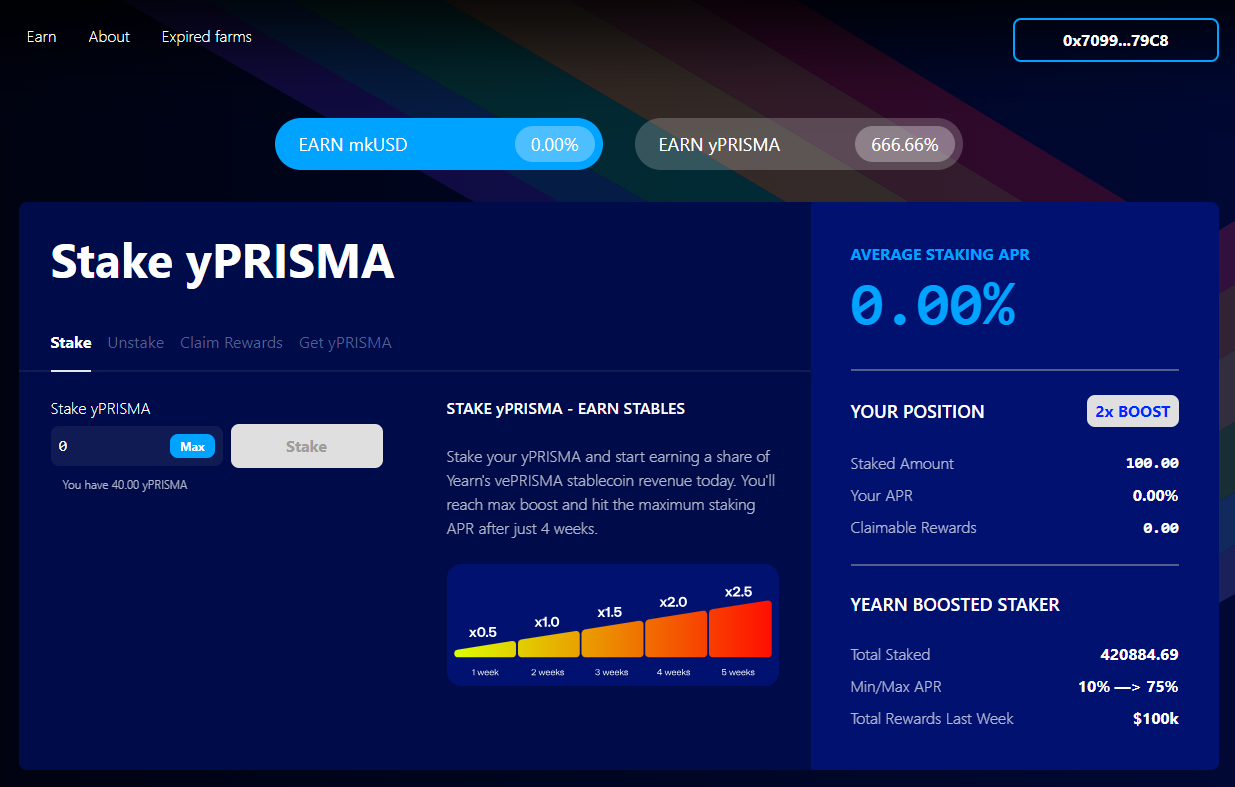 Earn About Expired farms 0x7099...79C8
EARN mkUSD 0.00% EARN yPRISMA 666.66%
Stake yPRISMA
Stake Unstake Claim Rewards Get yPRISMA
Stake yPRISMA
0 Max Stake
You have 40.00 yPRISMA
STAKE yPRISMA - EARN STABLES
Stake your yPRISMA and start earning a share of
Yearn's vePRISMA stablecoin revenue today. You'll
reach max boost and hit the maximum staking
APR after just 4 weeks.
x0.5 x1.0 x1.5 x2.0 x2.5
1 week 2 weeks 3 weeks 4 weeks 5 weeks
AVERAGE STAKING APR
0.00%
YOUR POSITION 2x BOOST
Staked Amount 100.00
Your APR 0.00%
Claimable Rewards 0.00
YEARN BOOSTED STAKER
Total Staked 420884.69
Min/Max APR 10% —> 75%
Total Rewards Last Week $100k